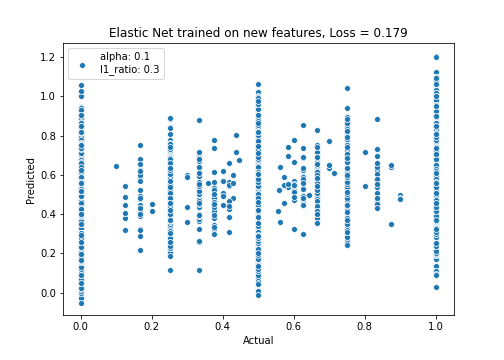 Elastic Net trained on new features, Loss = 0.179
alpha: 0.1
l1_ratio: 0.3
1.2
1.0
0.8
0.6
0.4
0.2
0.0
Predicted
0.0 0.2 0.4 0.6 0.8 1.0
Actual